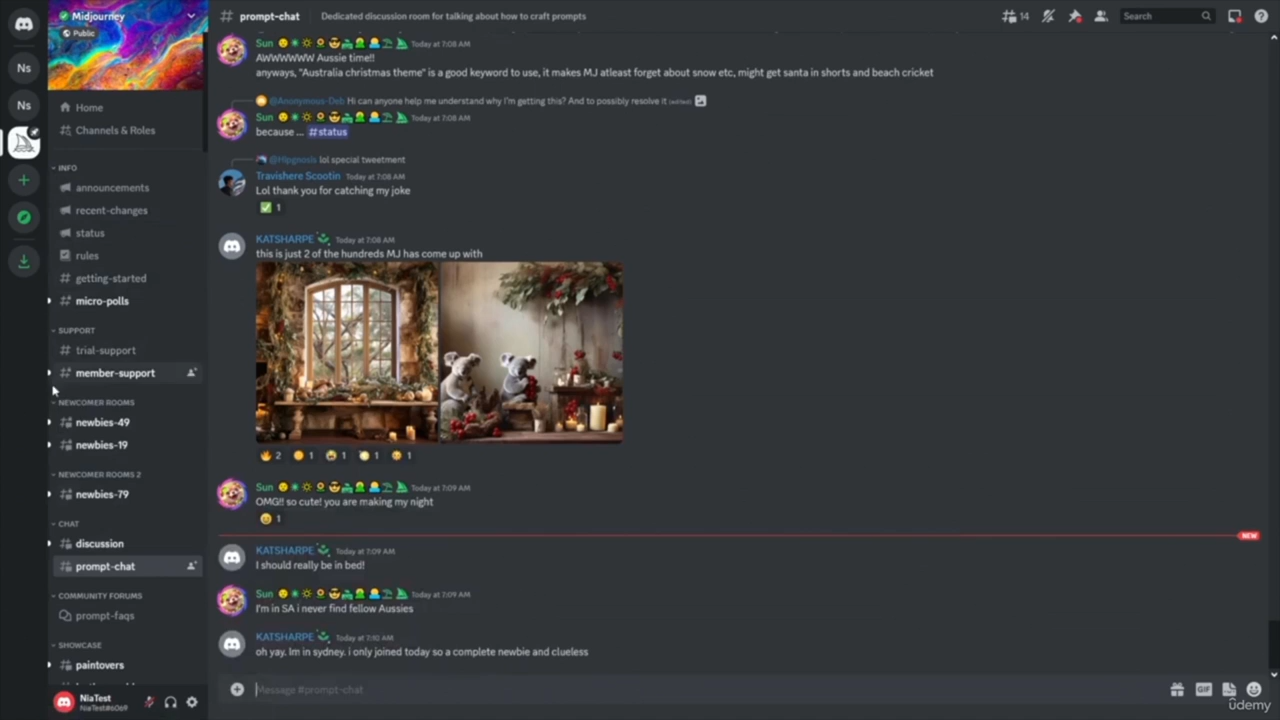 Midjourney
Public
# prompt-chat
Dedicated discussion room for talking about how to craft prompts
14
Search
Ns
Ns
Home
Channels & Roles
INFO
announcements
recent-changes
status
rules
getting-started
micro-polls
SUPPORT
trial-support
member-support
NEWCOMER ROOMS
newbies-49
newbies-19
NEWCOMER ROOMS 2
newbies-79
CHAT
discussion
prompt-chat
COMMUNITY FORUMS
prompt-faqs
SHOWCASE
paintovers
NiaTest
Sun Today at 7:08 AM
AWWWWWW Aussie time!!
anyways, "Australia christmas theme" is a good keyword to use, it makes MJ atleast forget about snow etc, might get santa in shorts and beach cricket
@Anonymous-Deb Hi can anyone help me understand why I'm getting this? And to possibly resolve it (edited)
Sun Today at 7:08 AM
because ... #status
@Hipgnosis lol special tweetment
Travishere Scootin Today at 7:08 AM
Lol thank you for catching my joke
1
KATSHARPE Today at 7:08 AM
this is just 2 of the hundreds MJ has come up with
2 1 1 1 1
Sun Today at 7:09 AM
OMG!! so cute! you are making my night
1
NEW
KATSHARPE Today at 7:09 AM
I should really be in bed!
Sun Today at 7:09 AM
I'm in SA i never find fellow Aussies
KATSHARPE Today at 7:10 AM
oh yay. Im in sydney. i only joined today so a complete newbie and clueless
Message #prompt-chat
GIF
ûdemy